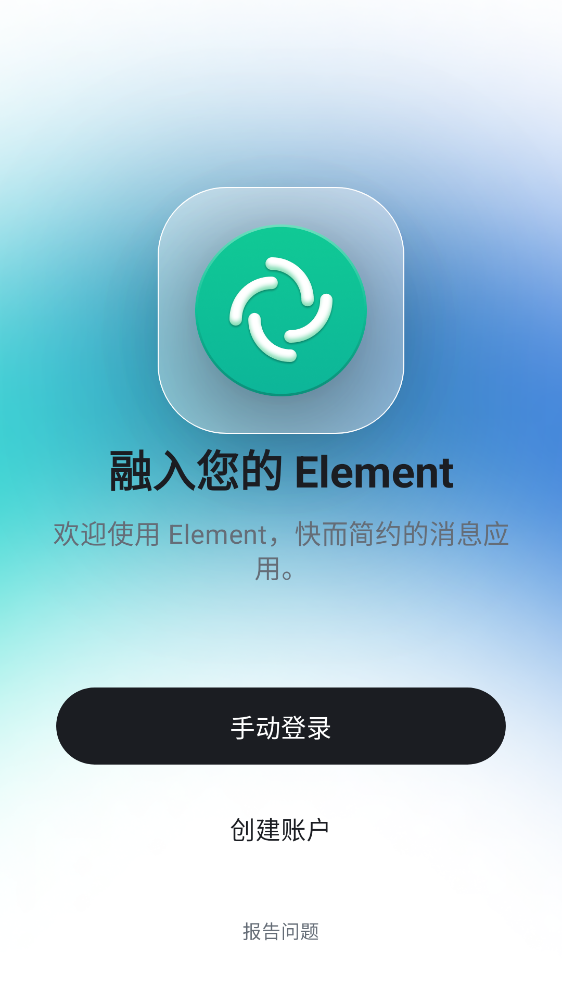 融入您的 Element
欢迎使用 Element，快而简约的消息应
用。
手动登录
创建账户
报告问题